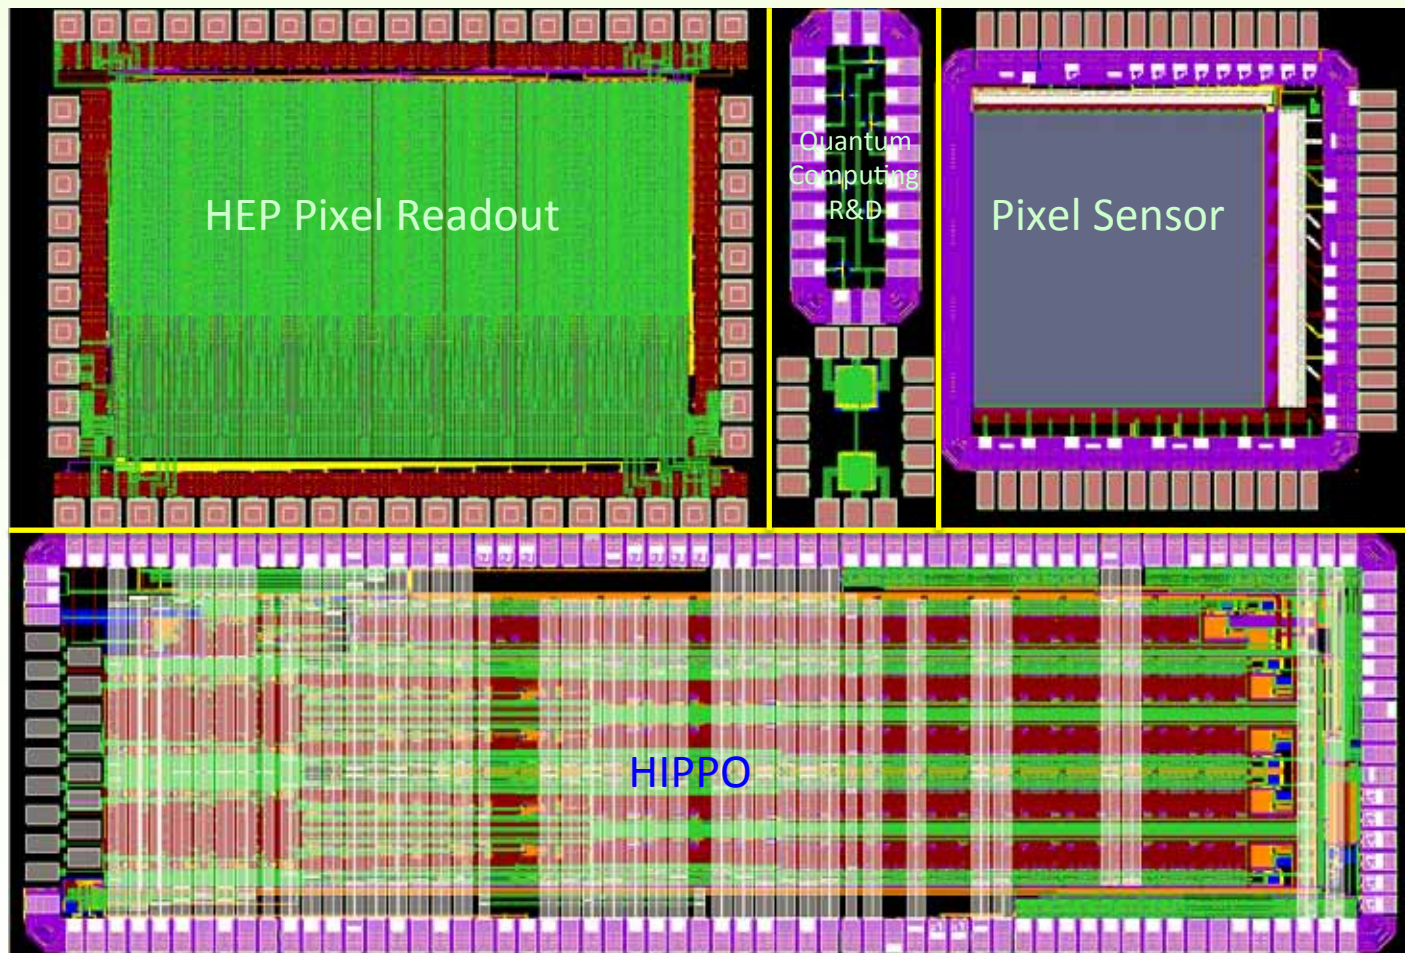 HEP Pixel Readout
Quantum
Computing
R&D
Pixel Sensor
HIPPO